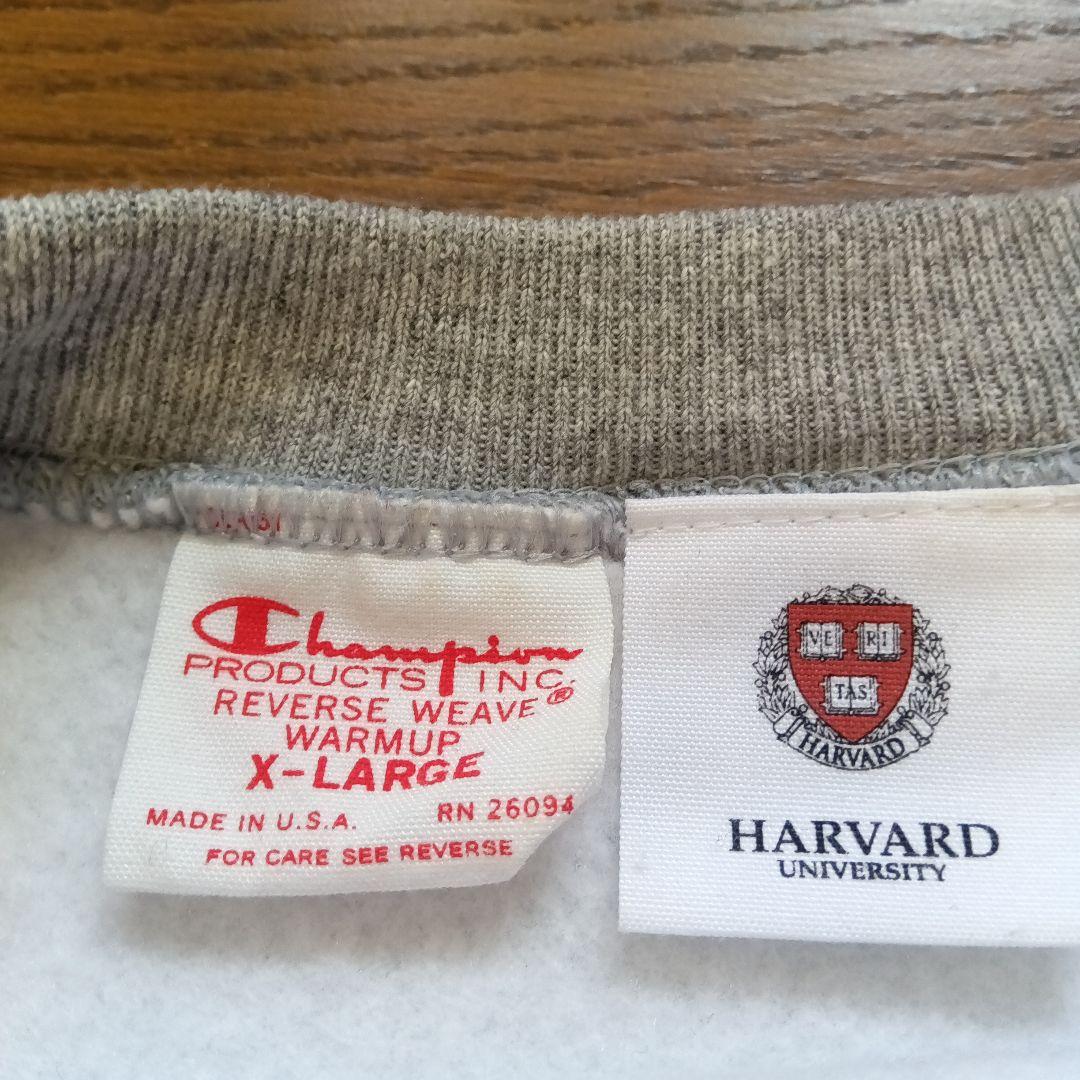 Champion
PRODUCTS INC.
REVERSE WEAVE®
WARMUP
X-LARGE
MADE IN U.S.A. RN 26094
FOR CARE SEE REVERSE
VE RI
TAS
HARVARD
HARVARD
UNIVERSITY